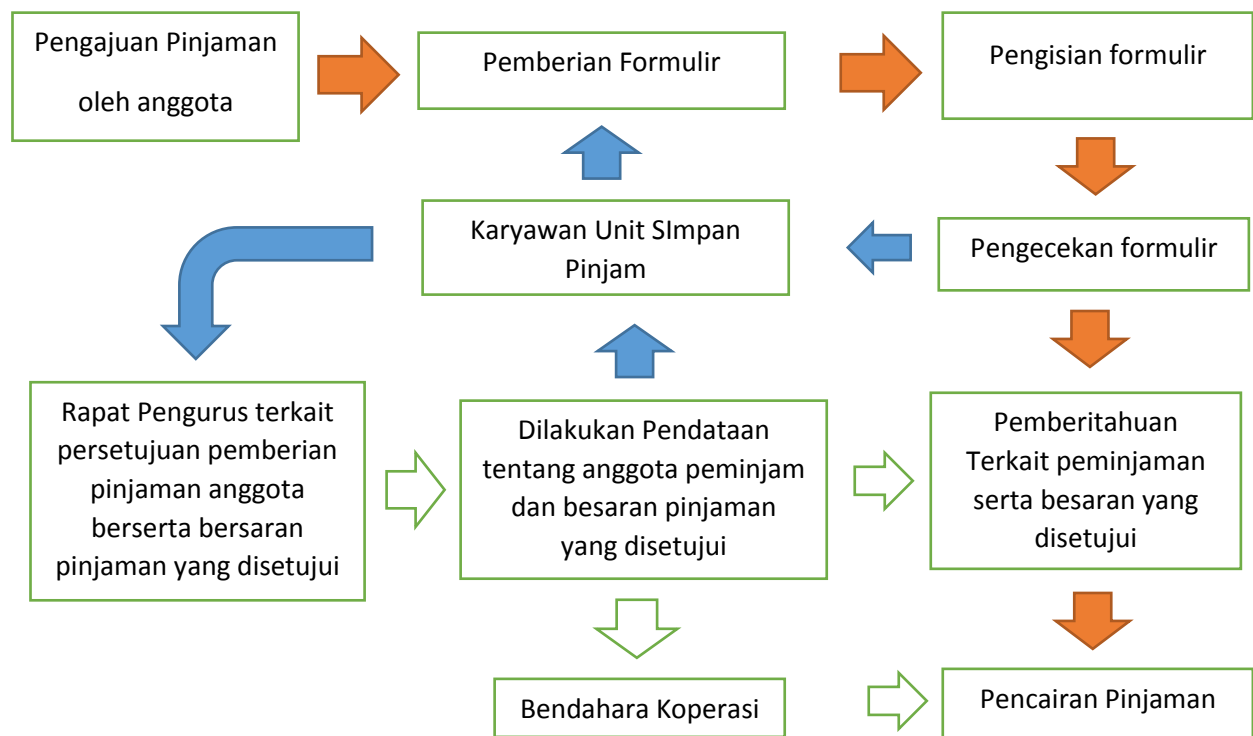 Pengajuan Pinjaman
oleh anggota
Pemberian Formulir
Pengisian formulir
Karyawan Unit SImpan
Pinjam
Pengecekan formulir
Rapat Pengurus terkait
persetujuan pemberian
pinjaman anggota
berserta bersaran
pinjaman yang disetujui
Dilakukan Pendataan
tentang anggota peminjam
dan besaran pinjaman
yang disetujui
Pemberitahuan
Terkait peminjaman
serta besaran yang
disetujui
Bendahara Koperasi
Pencairan Pinjaman